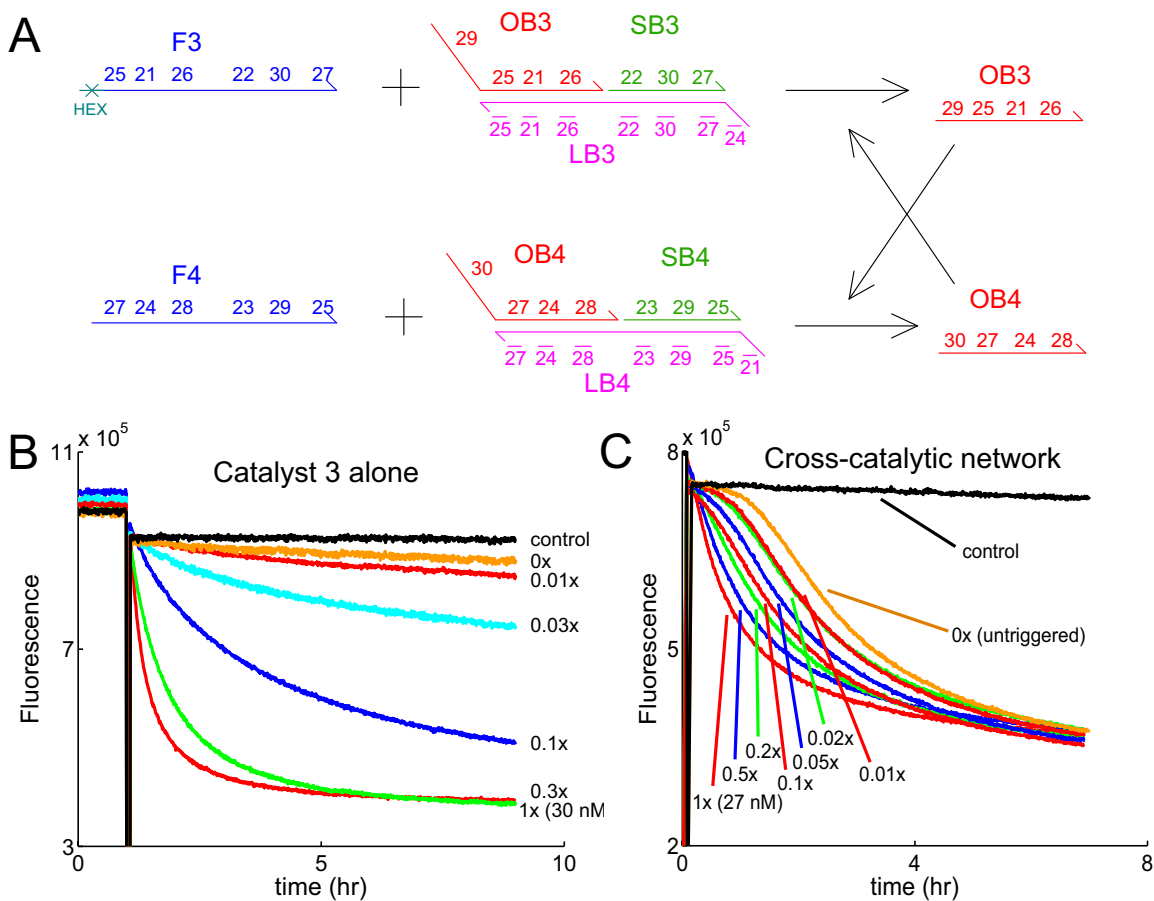 A
F3
25 21 26 22 30 27
HEX
29
OB3
SB3
25 21 26
22 30 27
25 21 26 22 30 27 24
LB3
OB3
29 25 21 26
F4
27 24 28 23 29 25
30
OB4
SB4
27 24 28
23 29 25
27 24 28 23 29 25 21
LB4
OB4
30 27 24 28
B
x 10^5
Catalyst 3 alone
11
7
3
Fluorescence
control
0x
0.01x
0.03x
0.1x
0.3x
1x (30 nM
0
5
10
time (hr)
C
x 10^5
Cross-catalytic network
8
5
2
Fluorescence
control
0x (untriggered)
0.02x
0.01x
0.05x
0.2x
0.1x
0.5x
1x (27 nM)
0
4
8
time (hr)